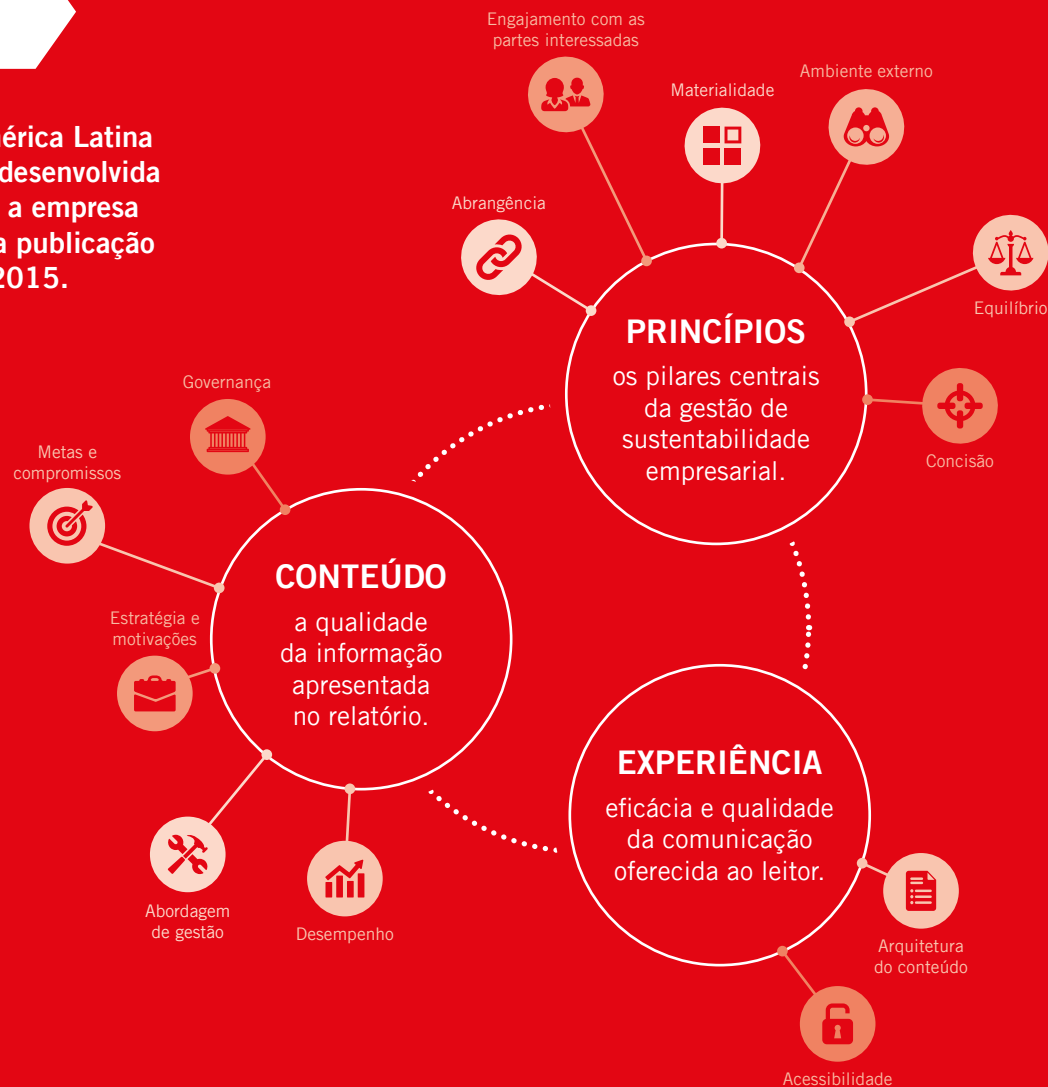 América Latina
desenvolvida
a empresa
a publicação
2015.
Engajamento com as
partes interessadas
Materialidade
Ambiente externo
Abrangência
Equilíbrio
Concisão
PRINCÍPIOS
os pilares centrais
da gestão de
sustentabilidade
empresarial.
Governança
Metas e
compromissos
Estratégia e
motivações
Abordagem
de gestão
Desempenho
CONTEÚDO
a qualidade
da informação
apresentada
no relatório.
EXPERIÊNCIA
eficácia e qualidade
da comunicação
oferecida ao leitor.
Arquitetura
do conteúdo
Acessibilidade